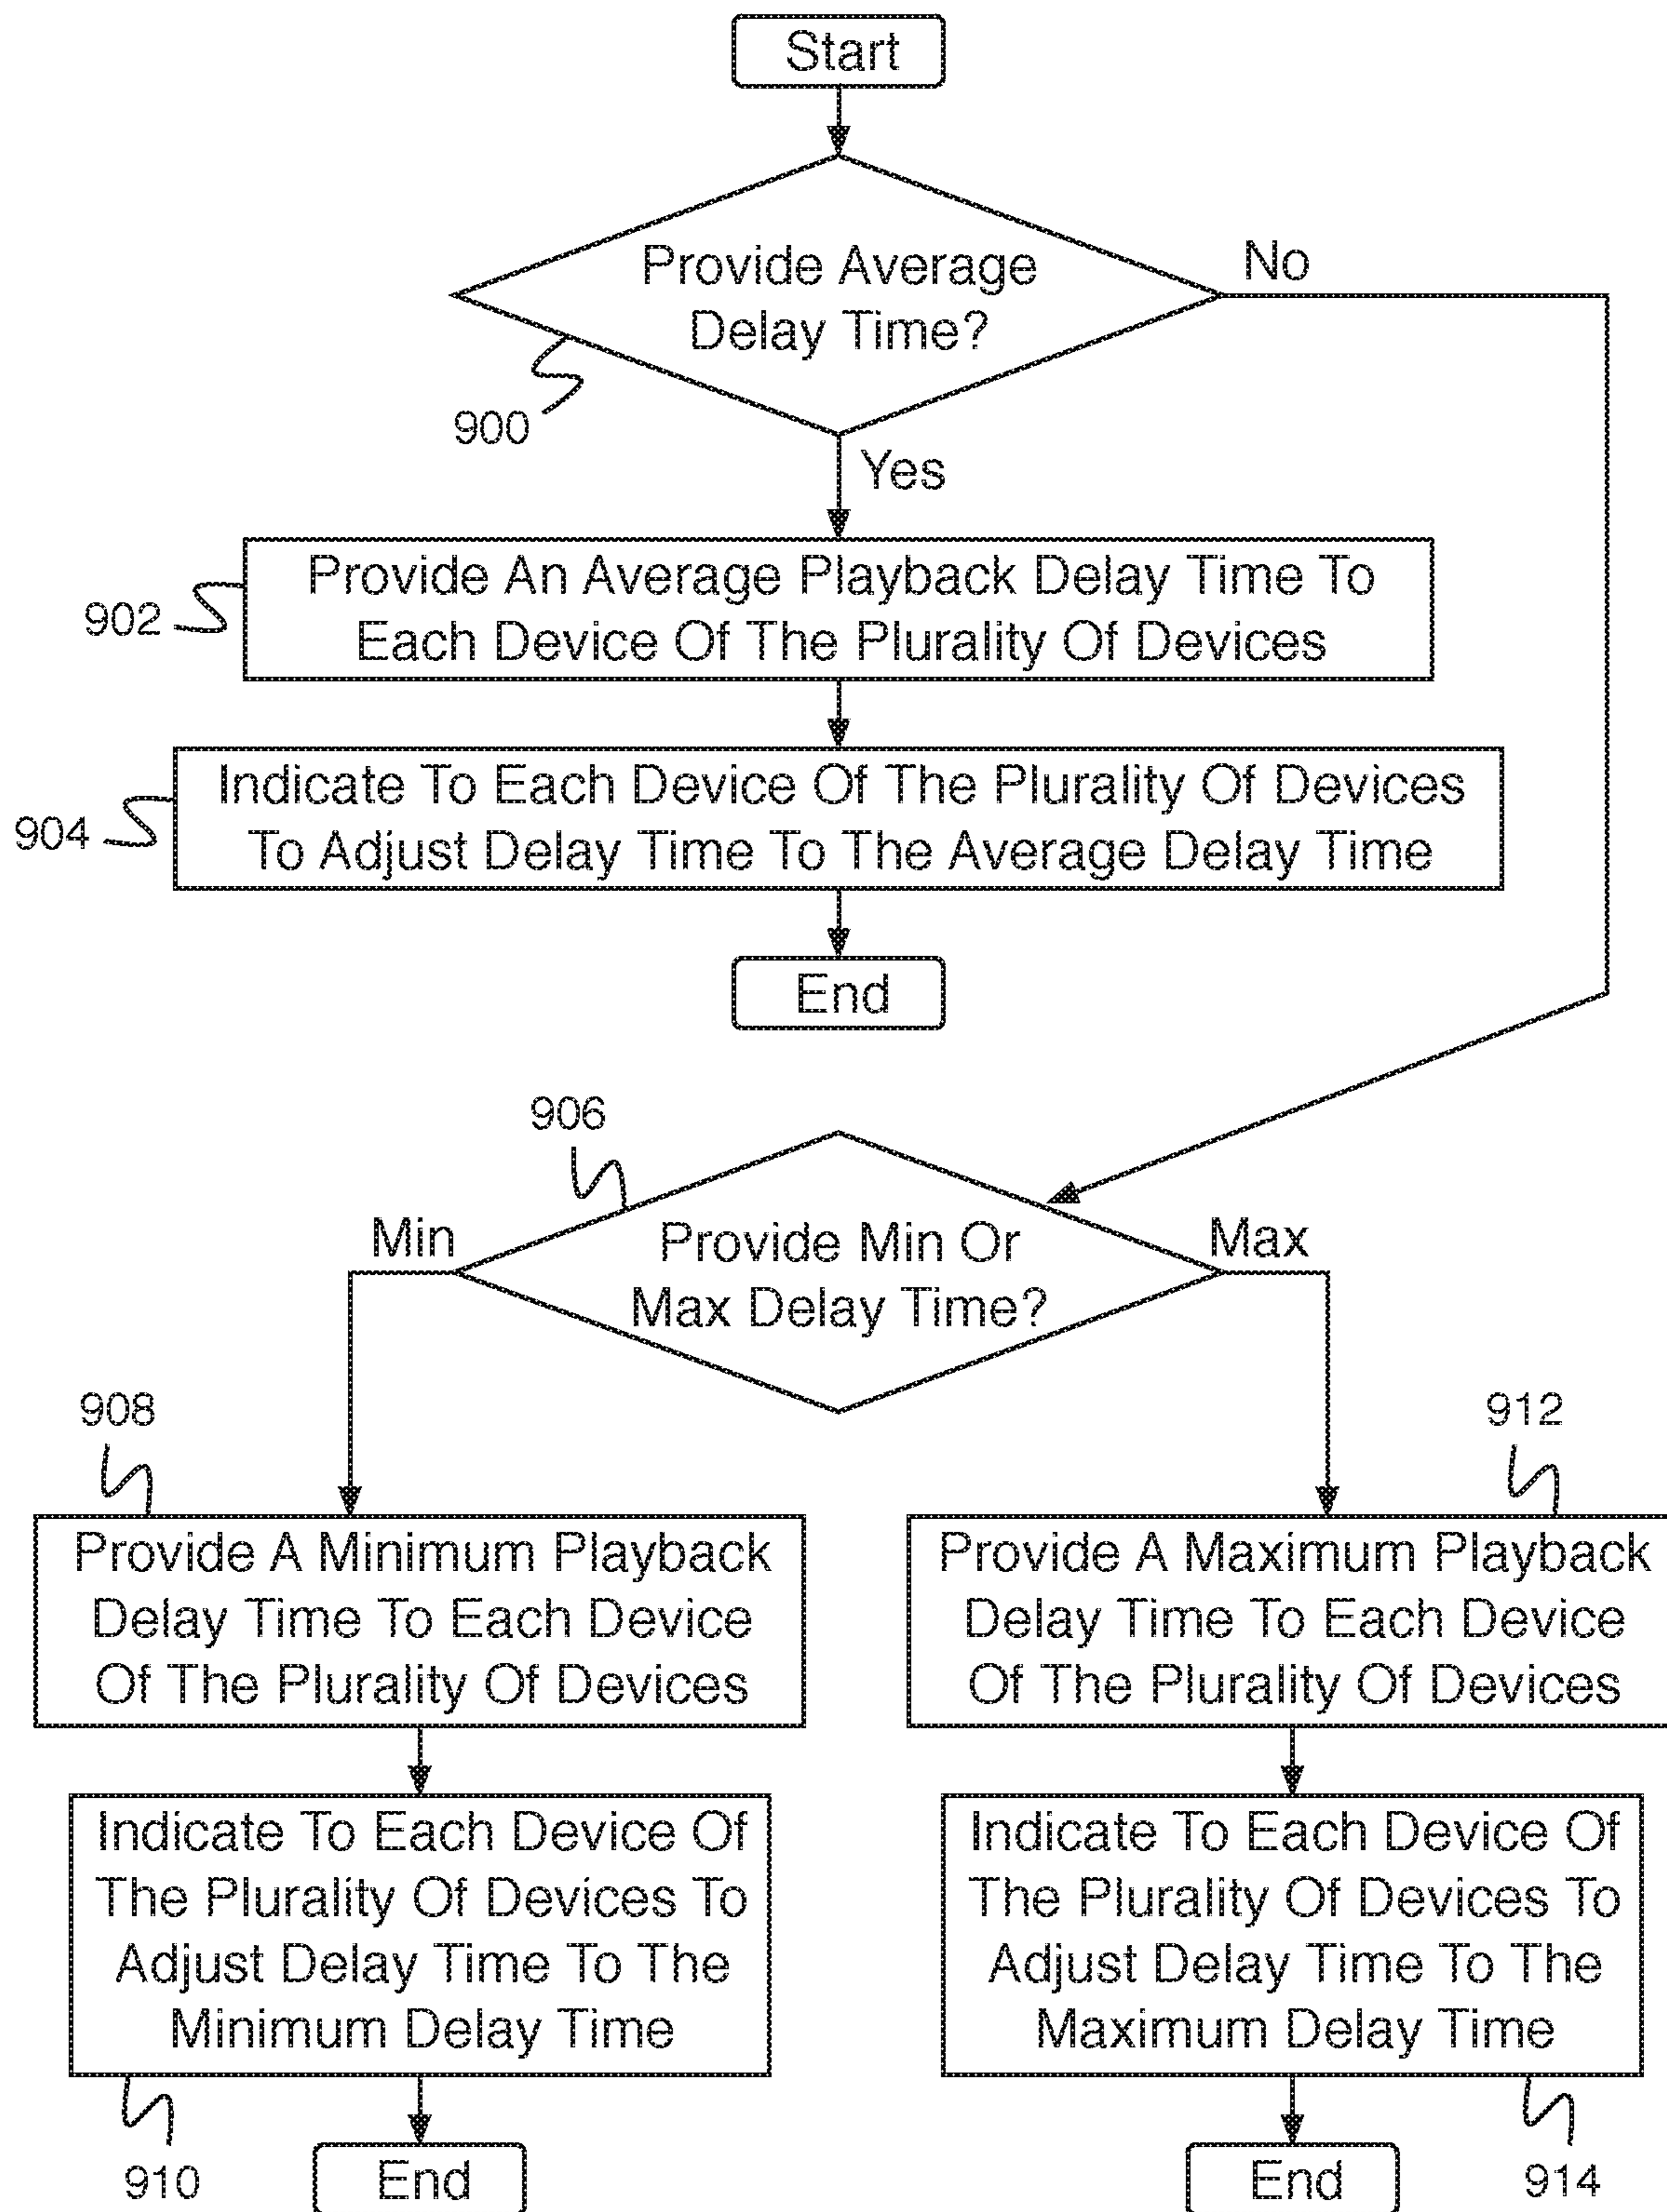 Start
Provide Average
Delay Time?
No
900
Yes
902
Provide An Average Playback Delay Time To
Each Device Of The Plurality Of Devices
904
Indicate To Each Device Of The Plurality Of Devices
To Adjust Delay Time To The Average Delay Time
End
906
Min
Provide Min Or
Max Delay Time?
Max
908
Provide A Minimum Playback
Delay Time To Each Device
Of The Plurality Of Devices
Indicate To Each Device Of
The Plurality Of Devices To
Adjust Delay Time To The
Minimum Delay Time
910
End
912
Provide A Maximum Playback
Delay Time To Each Device
Of The Plurality Of Devices
Indicate To Each Device Of
The Plurality Of Devices To
Adjust Delay Time To The
Maximum Delay Time
End
914